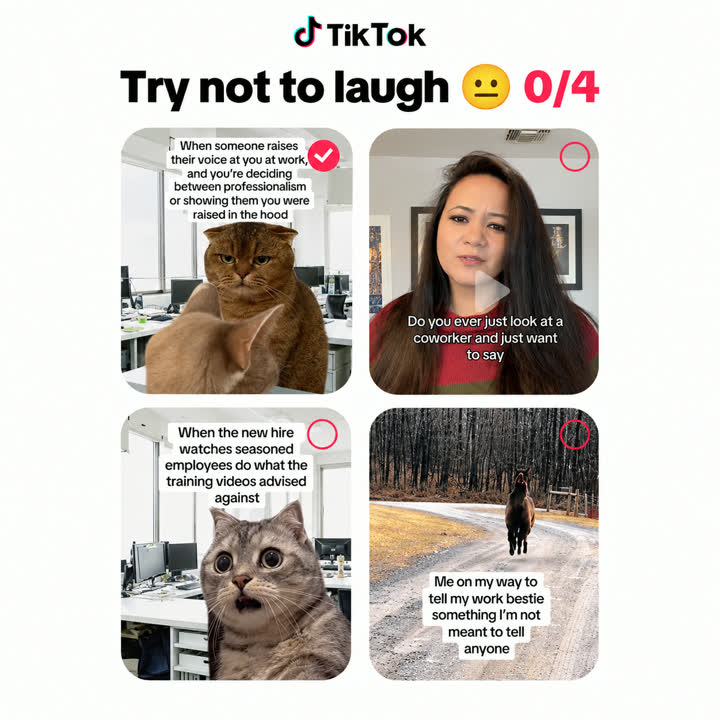 TikTok
Try not to laugh 😐 0/4
When someone raises
their voice at you at work,
and you’re deciding
between professionalism
or showing them you were
raised in the hood
Do you ever just look at a
coworker and just want
to say
When the new hire
watches seasoned
employees do what the
training videos advised
against
Me on my way to
tell my work bestie
something I’m not
meant to tell
anyone